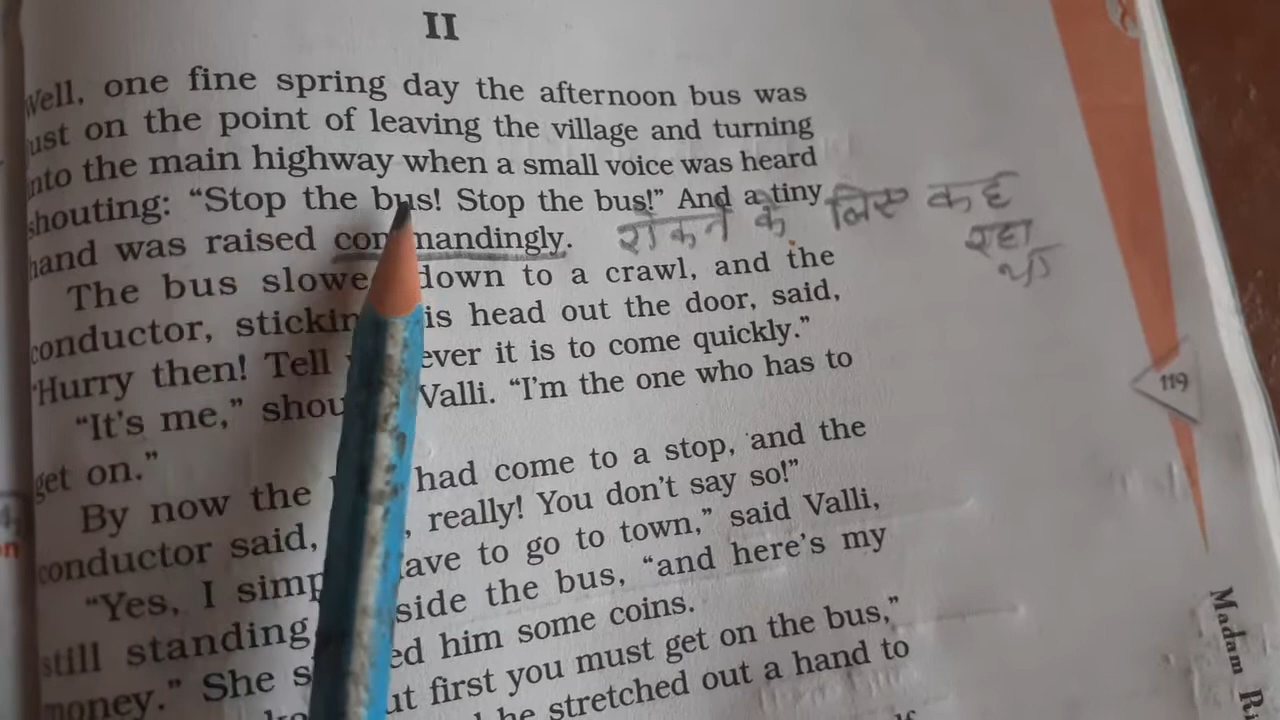 II
Well, one fine spring day the afternoon bus was
just on the point of leaving the village and turning
into the main highway when a small voice was heard
shouting: “Stop the bus! Stop the bus!” And a tiny
hand was raised commandingly.
रोकने के लिए कह
रहा
था
The bus slowe down to a crawl, and the
conductor, stickin is head out the door, said,
“Hurry then! Tell ever it is to come quickly.”
“It's me,” shou Valli. “I'm the one who has to
get on.”
By now the had come to a stop, and the
conductor said, really! You don't say so!”
“Yes, I simp ave to go to town,” said Valli,
still standing side the bus, “and here's my
money.” She s ed him some coins.
ut first you must get on the bus,”
he stretched out a hand to
119
Madam Ri